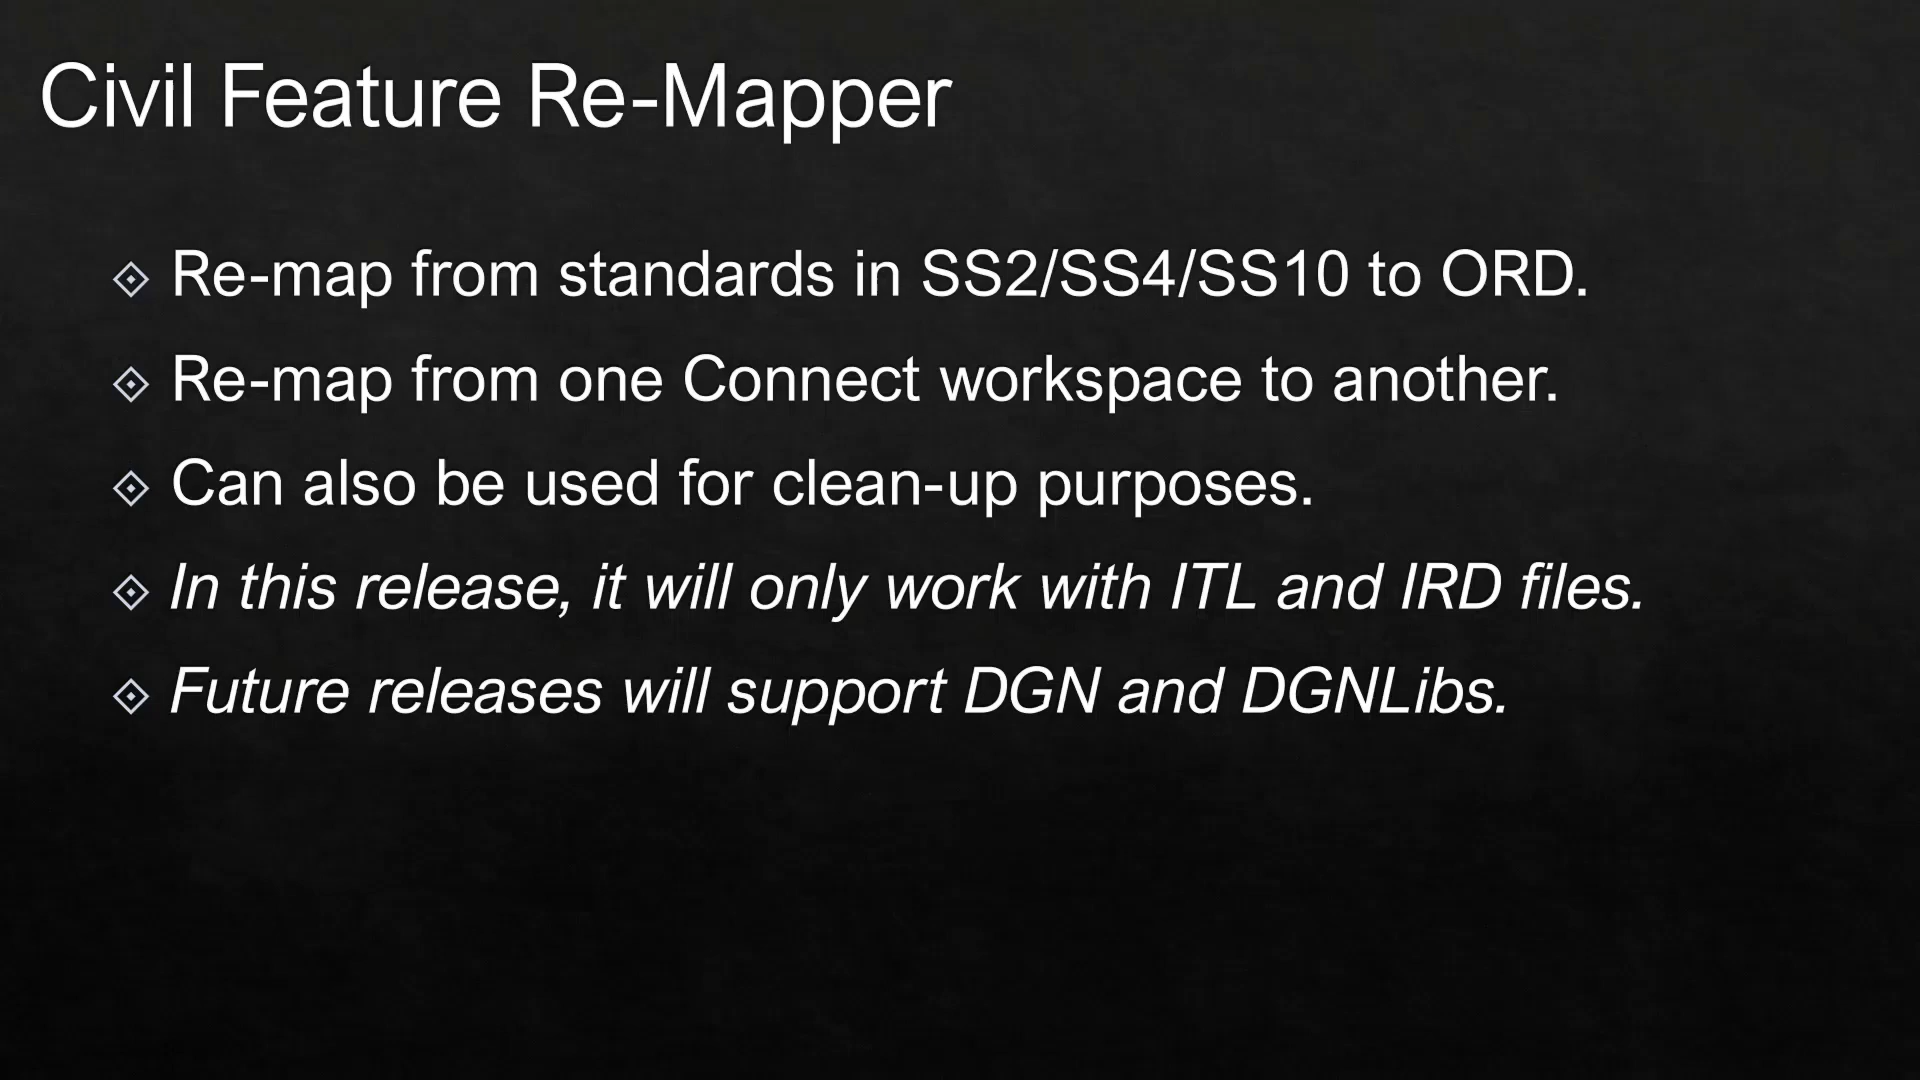 Civil Feature Re-Mapper
Re-map from standards in SS2/SS4/SS10 to ORD.
Re-map from one Connect workspace to another.
Can also be used for clean-up purposes.
In this release, it will only work with ITL and IRD files.
Future releases will support DGN and DGNLibs.